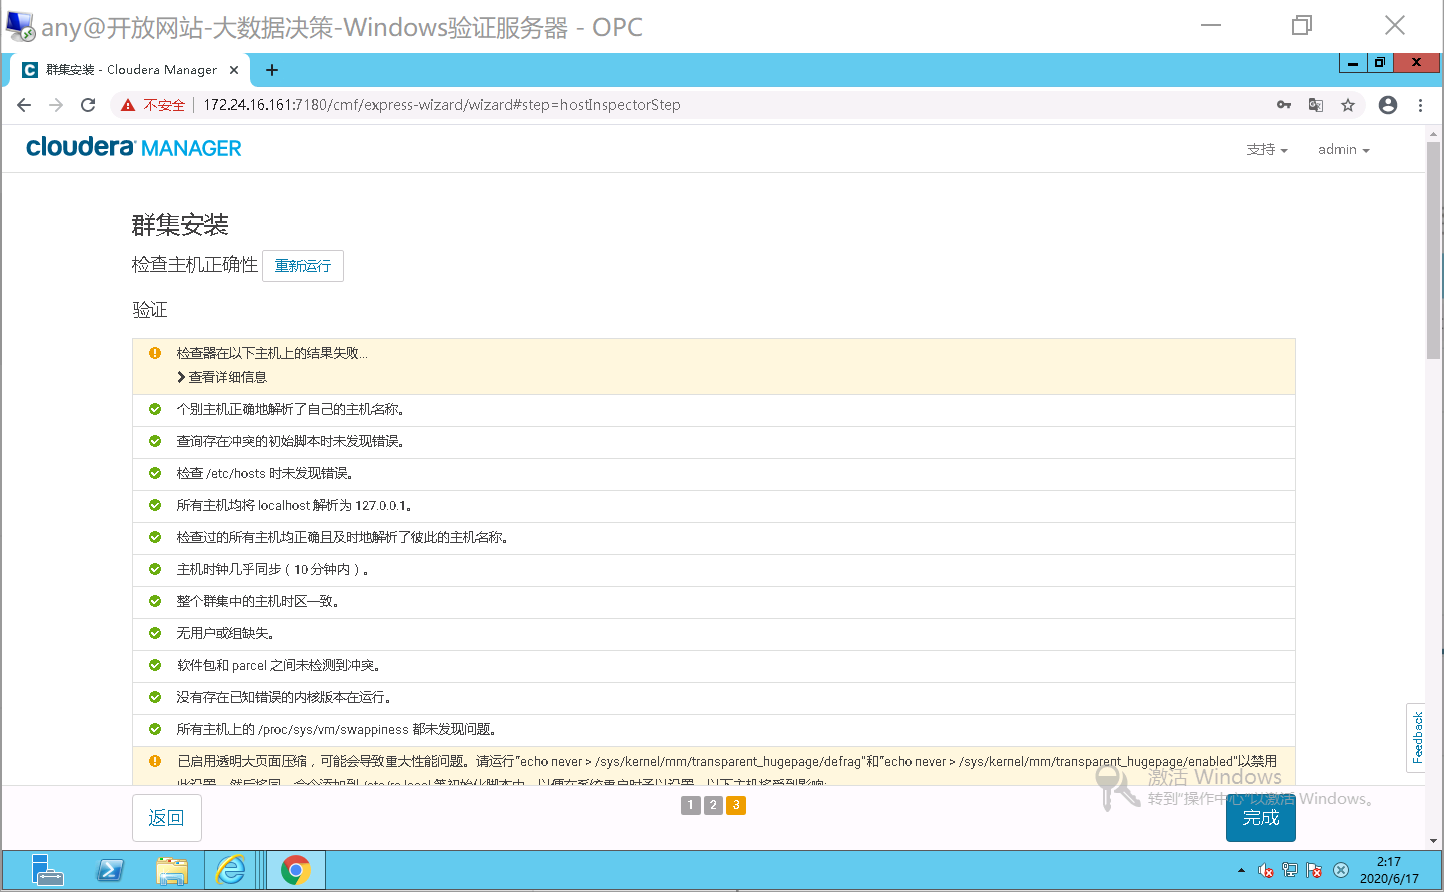 any@开放网站-大数据决策-Windows验证服务器 - OPC
群集安装 - Cloudera Manager
不安全 172.24.16.161:7180/cmf/express-wizard/wizard#step=hostInspectorStep
cloudera MANAGER
支持 admin
群集安装
检查主机正确性 重新运行
验证
检查器在以下主机上的结果失败...
查看详细信息
个别主机正确地解析了自己的主机名称。
查询存在冲突的初始脚本时未发现错误。
检查 /etc/hosts 时未发现错误。
所有主机均将 localhost 解析为 127.0.0.1。
检查过的所有主机均正确且及时地解析了彼此的主机名称。
主机时钟几乎同步（10 分钟内）。
整个群集中的主机时区一致。
无用户或组缺失。
软件包和 parcel 之间未检测到冲突。
没有存在已知错误的内核版本在运行。
所有主机上的 /proc/sys/vm/swappiness 都未发现问题。
已启用透明大页面压缩，可能会导致重大性能问题。请运行"echo never > /sys/kernel/mm/transparent_hugepage/defrag"和"echo never > /sys/kernel/mm/transparent_hugepage/enabled"以禁用
Feedback
激活 Windows
转到"操作中心"以激活 Windows。
返回 1 2 3 完成
2:17
2020/6/17